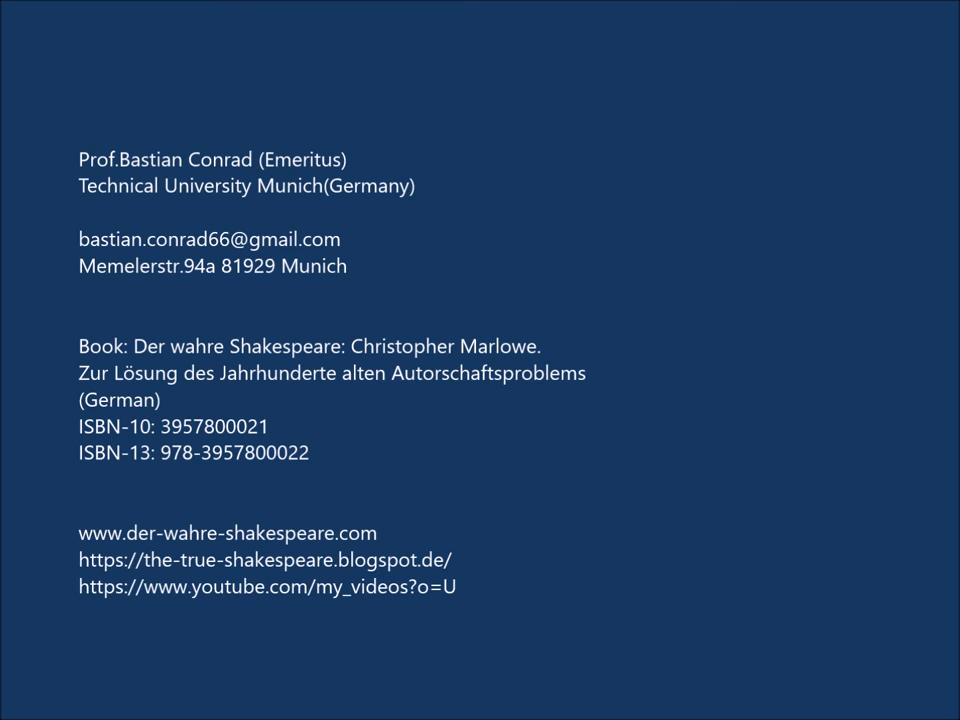 Prof.Bastian Conrad (Emeritus)
Technical University Munich(Germany)
bastian.conrad66@gmail.com
Memelerstr.94a 81929 Munich
Book: Der wahre Shakespeare: Christopher Marlowe.
Zur Lösung des Jahrhunderte alten Autorschaftsproblems
(German)
ISBN-10: 3957800021
ISBN-13: 978-3957800022
www.der-wahre-shakespeare.com
https://the-true-shakespeare.blogspot.de/
https://www.youtube.com/my_videos?o=U